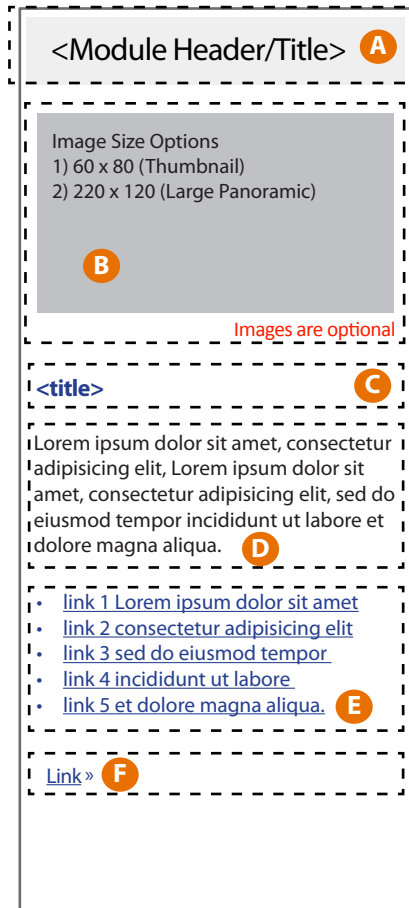 <Module Header/Title> A
Image Size Options
1) 60 x 80 (Thumbnail)
2) 220 x 120 (Large Panoramic)
B
Images are optional
<title> C
Lorem ipsum dolor sit amet, consectetur
adipisicing elit, Lorem ipsum dolor sit
amet, consectetur adipisicing elit, sed do
eiusmod tempor incididunt ut labore et
dolore magna aliqua. D
• link 1 Lorem ipsum dolor sit amet
• link 2 consectetur adipisicing elit
• link 3 sed do eiusmod tempor
• link 4 incididunt ut labore
• link 5 et dolore magna aliqua. E
Link » F